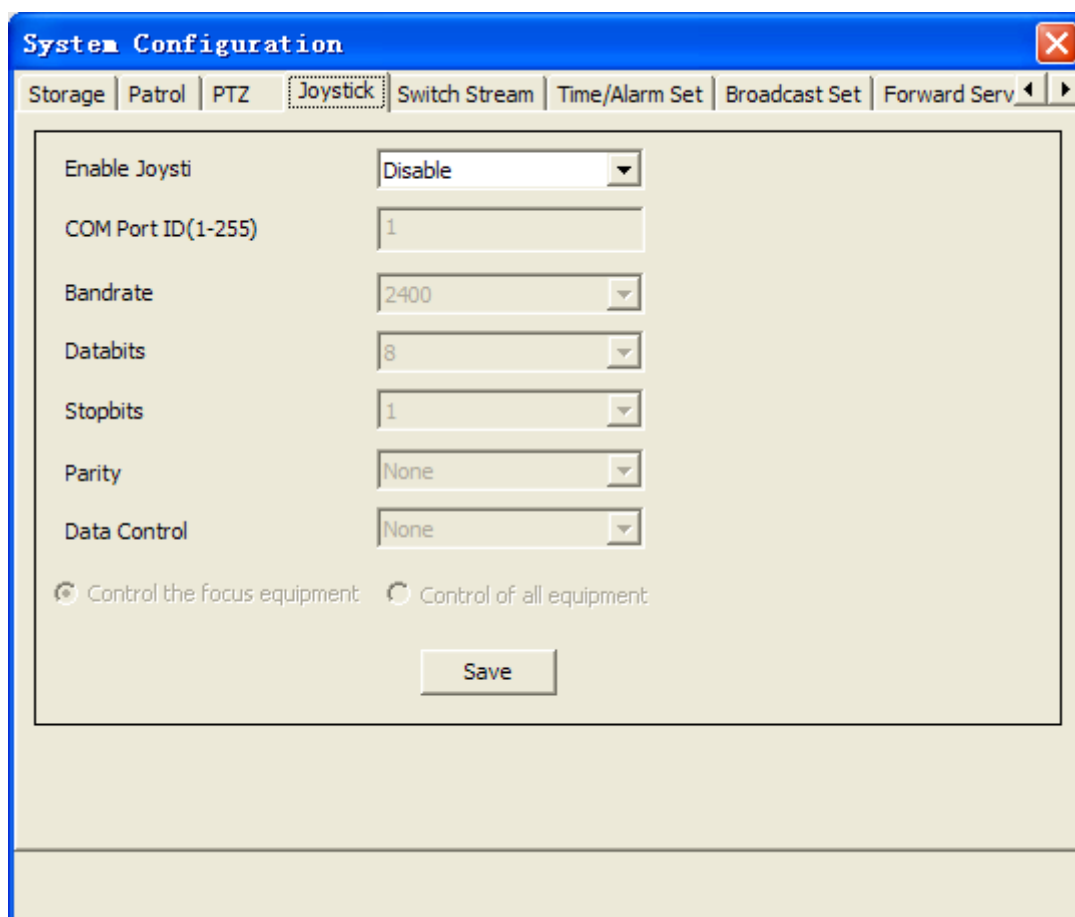 System Configuration
Storage Patrol PTZ Joystick Switch Stream Time/Alarm Set Broadcast Set Forward Serv
Enable Joysti Disable
COM Port ID(1-255) 1
Bandrate 2400
Databits 8
Stopbits 1
Parity None
Data Control None
Control the focus equipment Control of all equipment
Save